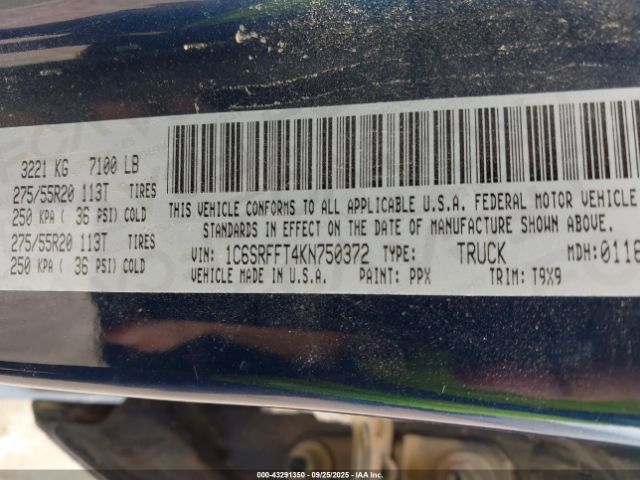 3221 KG 7100 LB
275/55R20 113T TIRES
250 KPA ( 36 PSI) COLD
275/55R20 113T TIRES
250 KPA ( 36 PSI) COLD
THIS VEHICLE CONFORMS TO ALL APPLICABLE U.S.A. FEDERAL MOTOR VEHICLE
STANDARDS IN EFFECT ON THE DATE OF MANUFACTURE SHOWN ABOVE.
VIN: 1C6SRFFT4KN750372 TYPE: TRUCK MDH:0116
VEHICLE MADE IN U.S.A. PAINT: PPX TRIM: T9X9
000-43291350 (09/25/2025 - ©IAA Inc.)